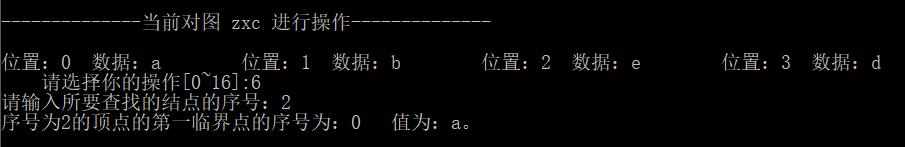 --------------当前对图 zxc 进行操作--------------
位置：0  数据：a        位置：1  数据：b        位置：2  数据：e        位置：3  数据：d
    请选择你的操作[0~16]:6
请输入所要查找的结点的序号：2
序号为2的顶点的第一临界点的序号为：0   值为：a。